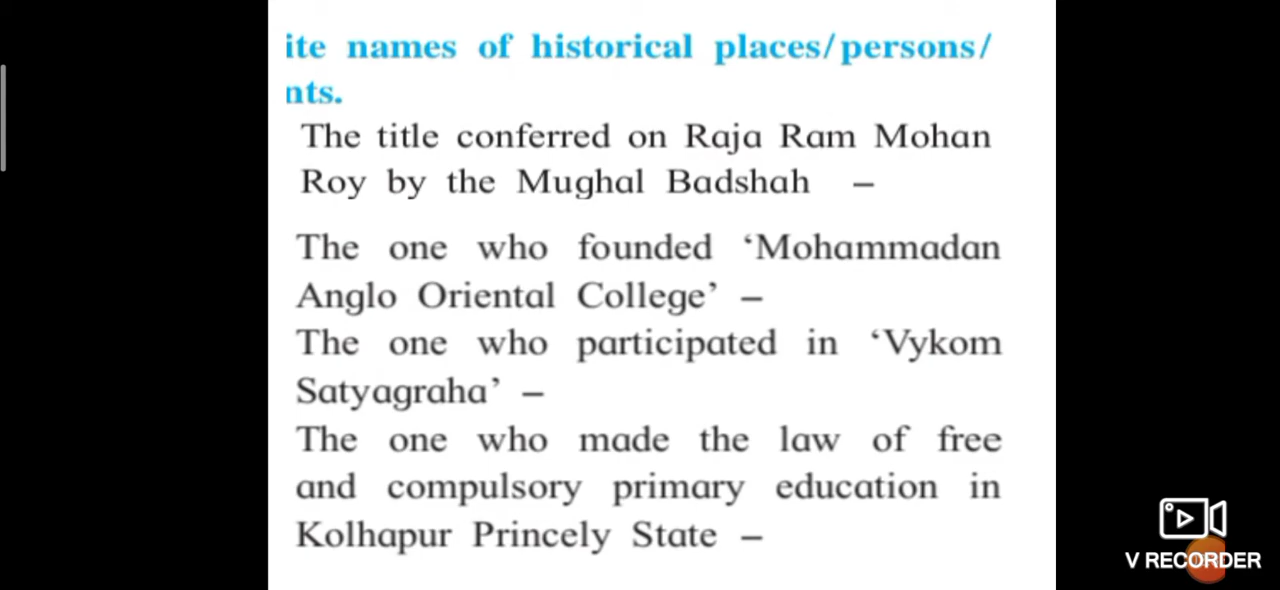 ite names of historical places/persons/
nts.
The title conferred on Raja Ram Mohan
Roy by the Mughal Badshah –
The one who founded ‘Mohammadan
Anglo Oriental College’ –
The one who participated in ‘Vykom
Satyagraha’ –
The one who made the law of free
and compulsory primary education in
Kolhapur Princely State –
V RECORDER